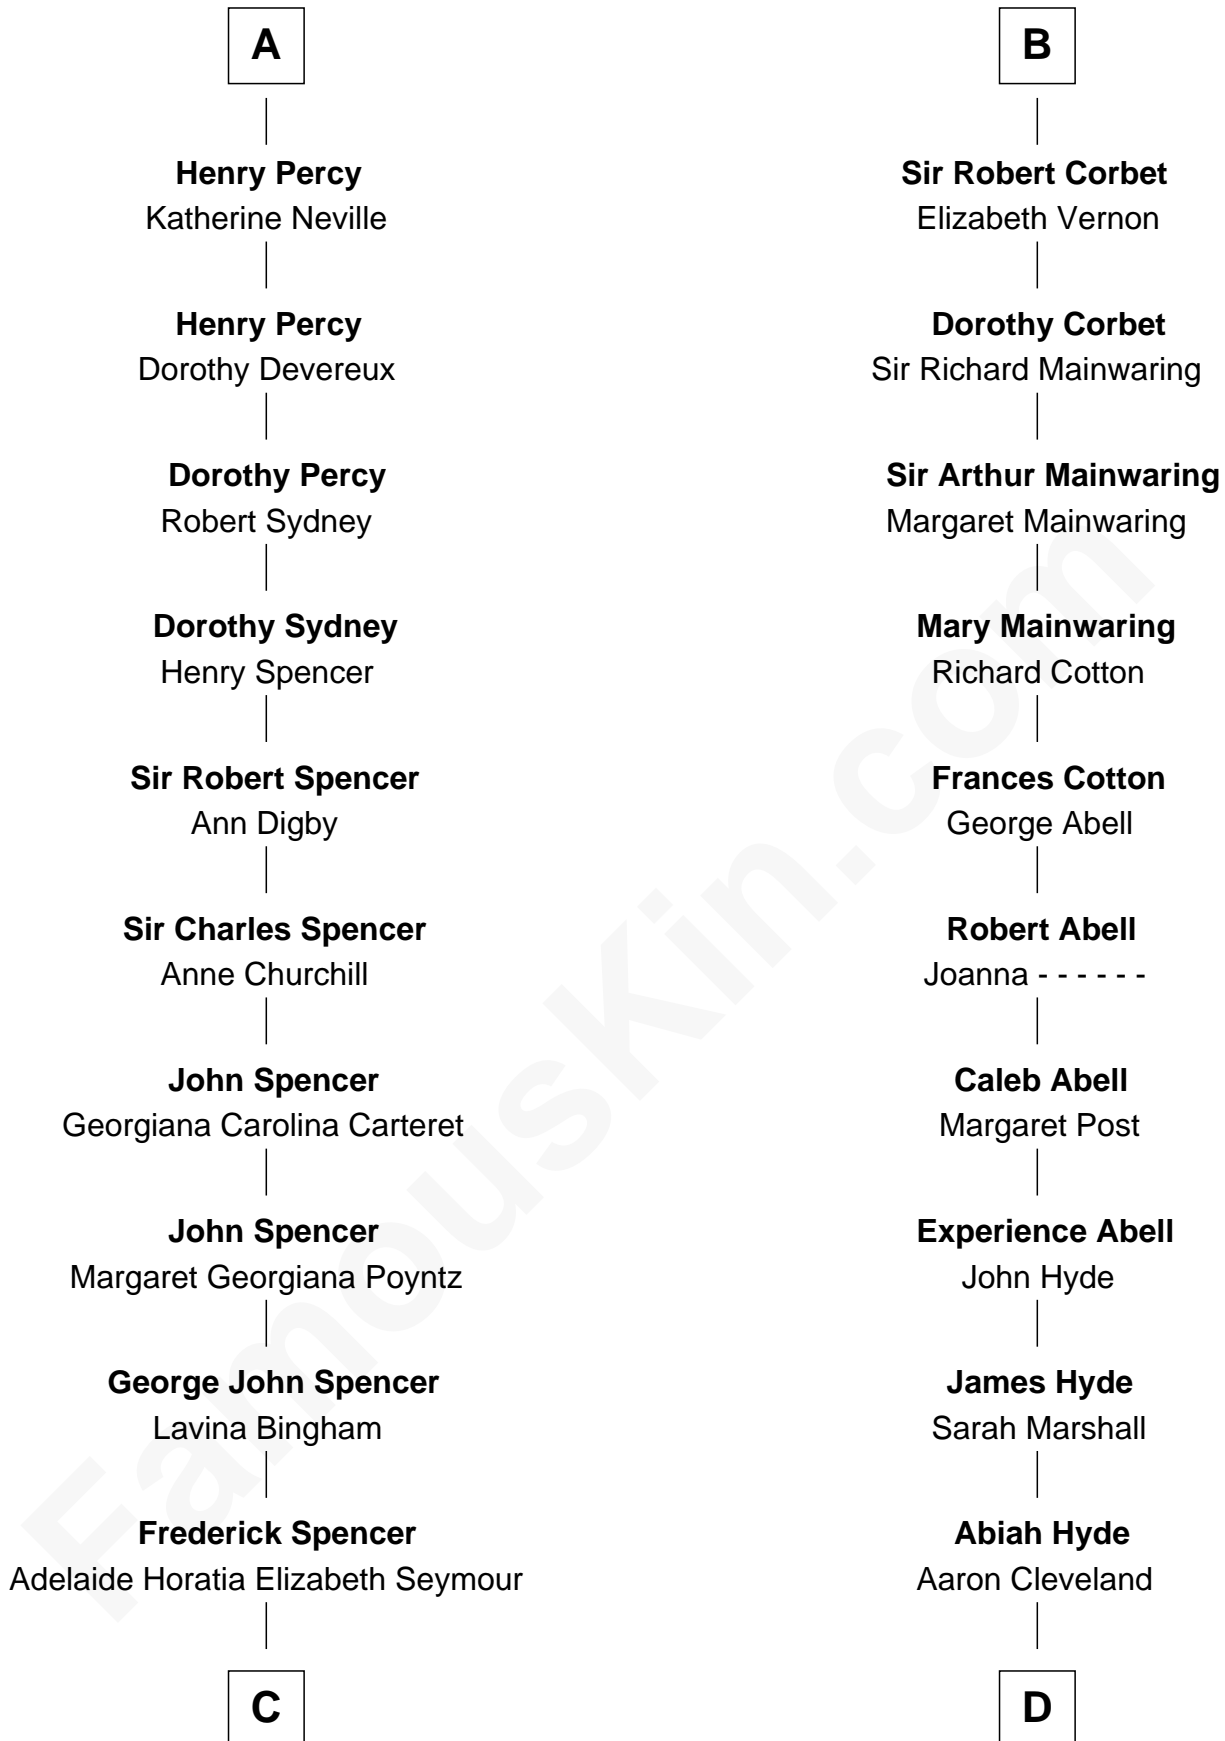 A
Henry Percy
Katherine Neville
Henry Percy
Dorothy Devereux
Dorothy Percy
Robert Sydney
Dorothy Sydney
Henry Spencer
Sir Robert Spencer
Ann Digby
Sir Charles Spencer
Anne Churchill
John Spencer
Georgiana Carolina Carteret
John Spencer
Margaret Georgiana Poyntz
George John Spencer
Lavina Bingham
Frederick Spencer
Adelaide Horatia Elizabeth Seymour
C
B
Sir Robert Corbet
Elizabeth Vernon
Dorothy Corbet
Sir Richard Mainwaring
Sir Arthur Mainwaring
Margaret Mainwaring
Mary Mainwaring
Richard Cotton
Frances Cotton
George Abell
Robert Abell
Joanna - - - - - -
Caleb Abell
Margaret Post
Experience Abell
John Hyde
James Hyde
Sarah Marshall
Abiah Hyde
Aaron Cleveland
D
FamousKin.com